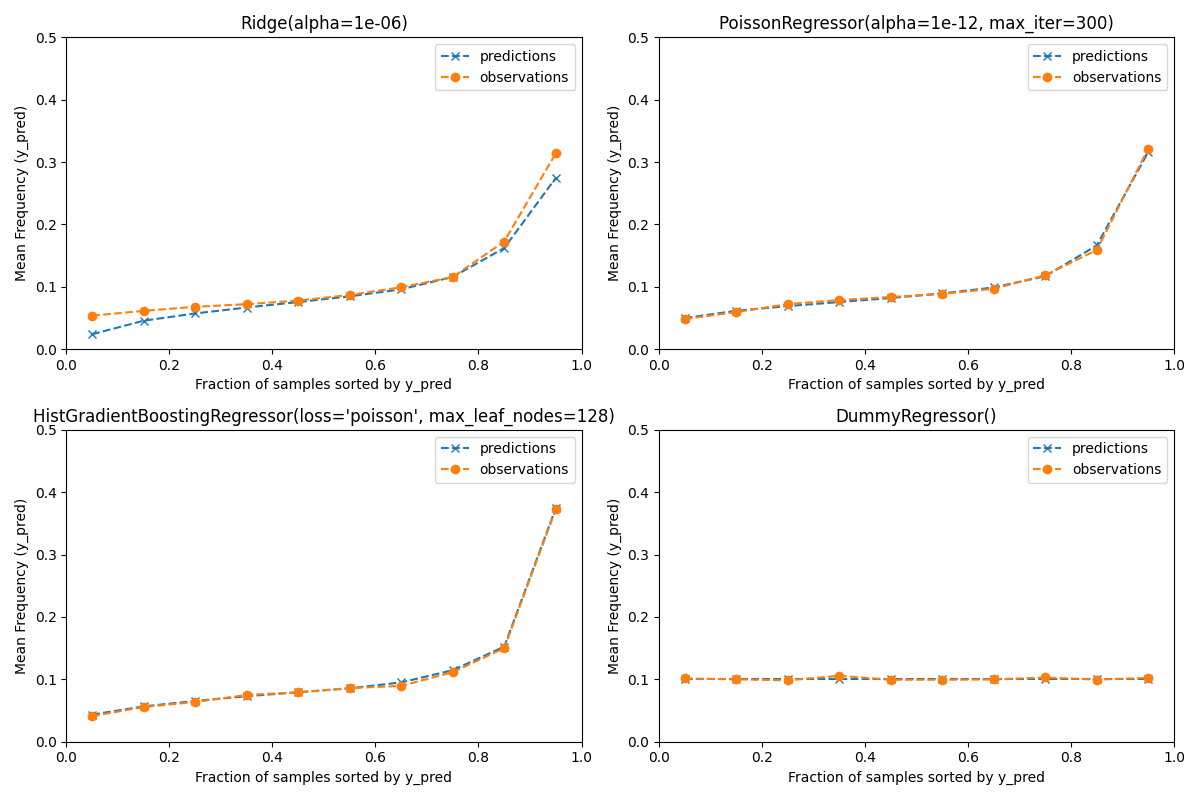 Ridge(alpha=1e-06)
0.5
0.4
0.3
0.2
0.1
0.0
Mean Frequency (y_pred)
predictions
observations
0.0 0.2 0.4 0.6 0.8 1.0
Fraction of samples sorted by y_pred
PoissonRegressor(alpha=1e-12, max_iter=300)
0.5
0.4
0.3
0.2
0.1
0.0
Mean Frequency (y_pred)
predictions
observations
0.0 0.2 0.4 0.6 0.8 1.0
Fraction of samples sorted by y_pred
HistGradientBoostingRegressor(loss='poisson', max_leaf_nodes=128)
0.5
0.4
0.3
0.2
0.1
0.0
Mean Frequency (y_pred)
predictions
observations
0.0 0.2 0.4 0.6 0.8 1.0
Fraction of samples sorted by y_pred
DummyRegressor()
0.5
0.4
0.3
0.2
0.1
0.0
Mean Frequency (y_pred)
predictions
observations
0.0 0.2 0.4 0.6 0.8 1.0
Fraction of samples sorted by y_pred